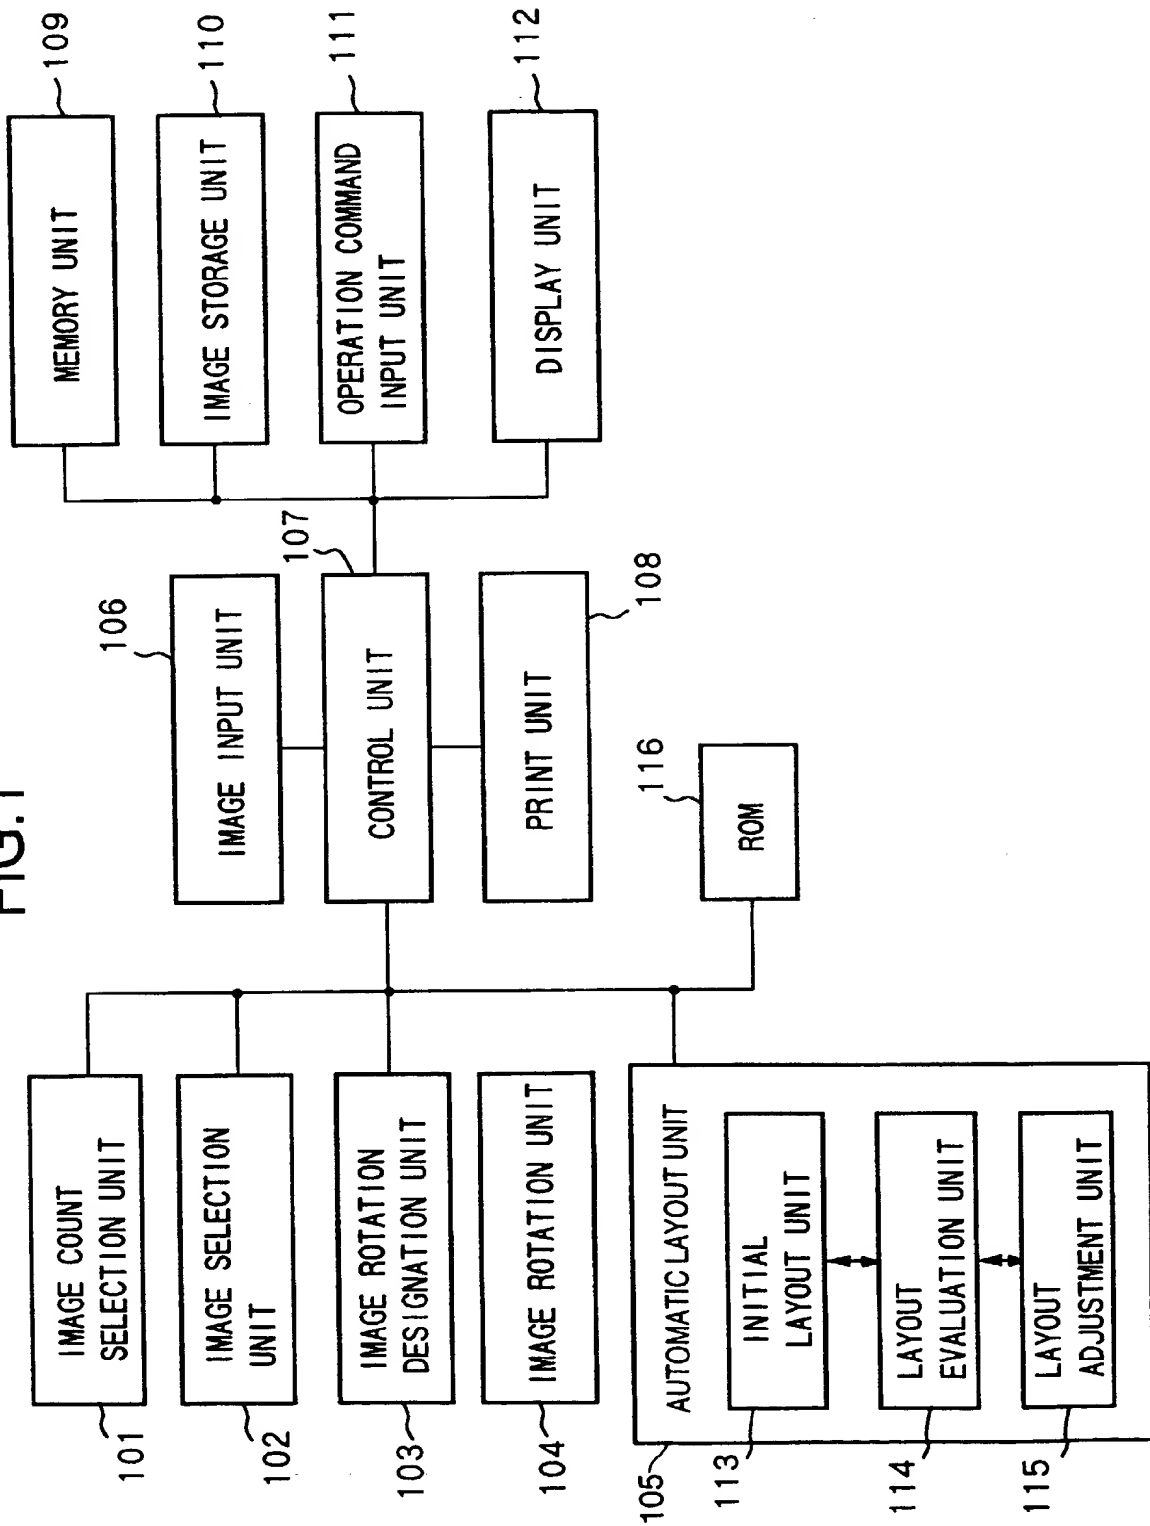 FIG.1
101
IMAGE COUNT
SELECTION UNIT
102
IMAGE SELECTION
UNIT
103
IMAGE ROTATION
DESIGNATION UNIT
104
IMAGE ROTATION UNIT
105
AUTOMATIC LAYOUT UNIT
113
INITIAL
LAYOUT UNIT
114
LAYOUT
EVALUATION UNIT
115
LAYOUT
ADJUSTMENT UNIT
106
IMAGE INPUT UNIT
107
CONTROL UNIT
108
PRINT UNIT
116
ROM
109
MEMORY UNIT
110
IMAGE STORAGE UNIT
111
OPERATION COMMAND
INPUT UNIT
112
DISPLAY UNIT